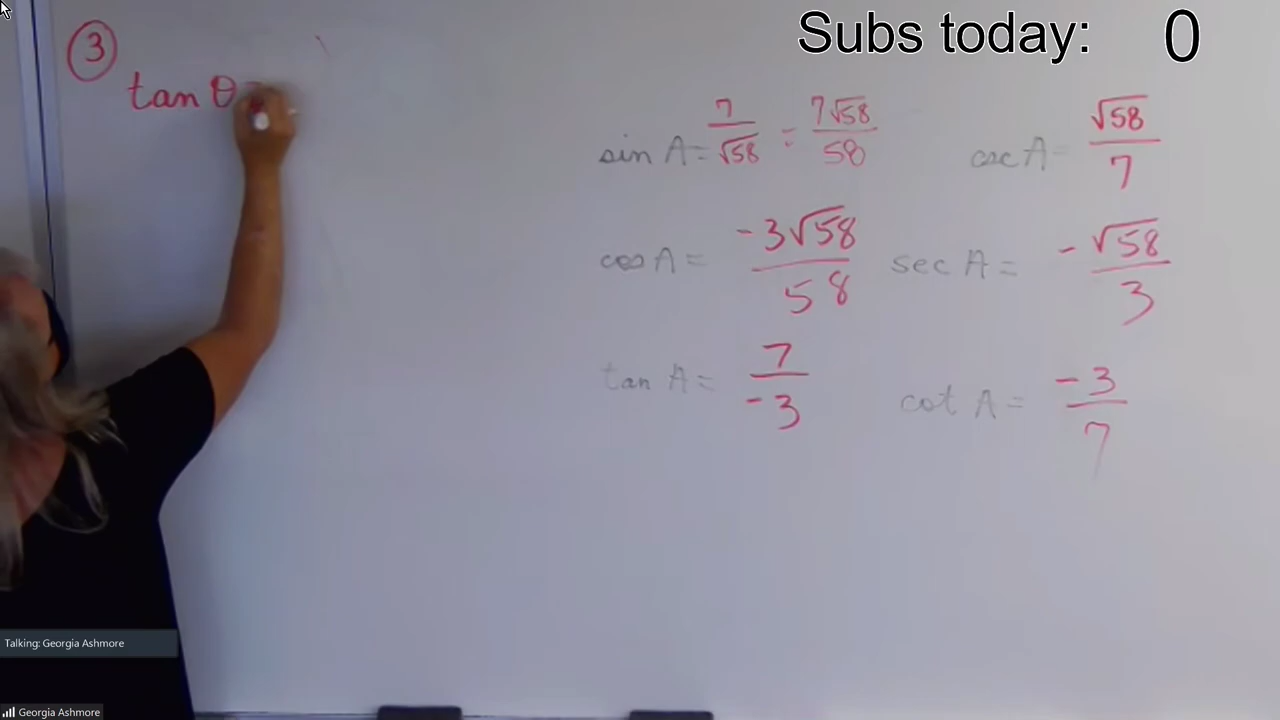 Subs today: 0
③
tan θ =
sin A = 7/√58 = 7√58/58
csc A = √58/7
cos A = -3√58/58
sec A = -√58/3
tan A = 7/-3
cot A = -3/7
Talking: Georgia Ashmore
Georgia Ashmore